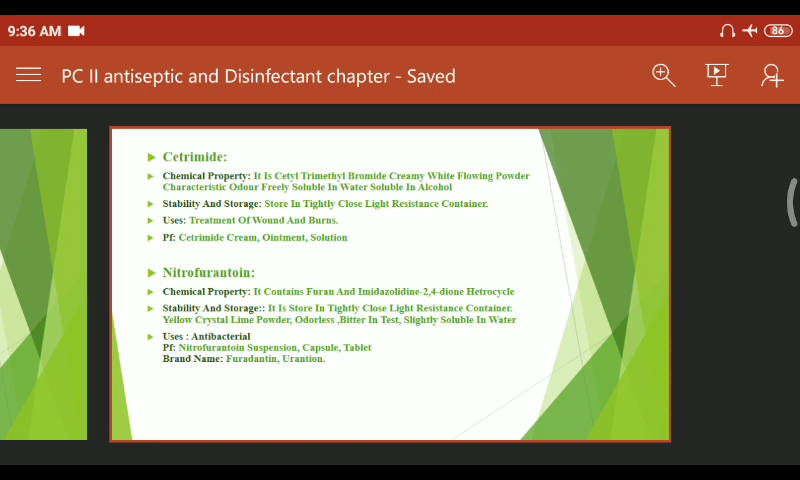 9:36 AM
86
PC II antiseptic and Disinfectant chapter - Saved
Cetrimide:
Chemical Property: It Is Cetyl Trimethyl Bromide Creamy White Flowing Powder
Characteristic Odour Freely Soluble In Water Soluble In Alcohol
Stability And Storage: Store In Tightly Close Light Resistance Container.
Uses: Treatment Of Wound And Burns.
Pf: Cetrimide Cream, Ointment, Solution
Nitrofurantoin:
Chemical Property: It Contains Furan And Imidazolidine-2,4-dione Hetrocycle
Stability And Storage:: It Is Store In Tightly Close Light Resistance Container.
Yellow Crystal Lime Powder, Odorless ,Bitter In Test, Slightly Soluble In Water
Uses : Antibacterial
Pf: Nitrofurantoin Suspension, Capsule, Tablet
Brand Name: Furadantin, Urantion.